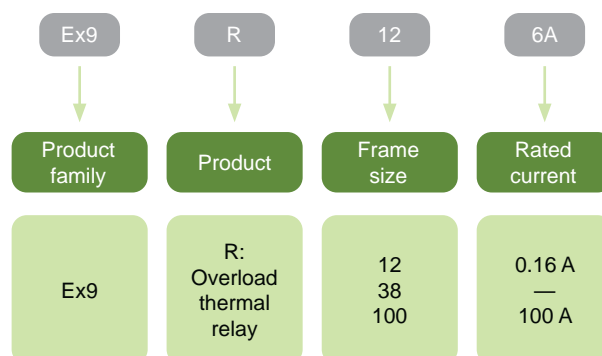 Ex9 R 12 6A
Product family
Product
Frame size
Rated current
Ex9
R:
Overload
thermal
relay
12
38
100
0.16 A
—
100 A